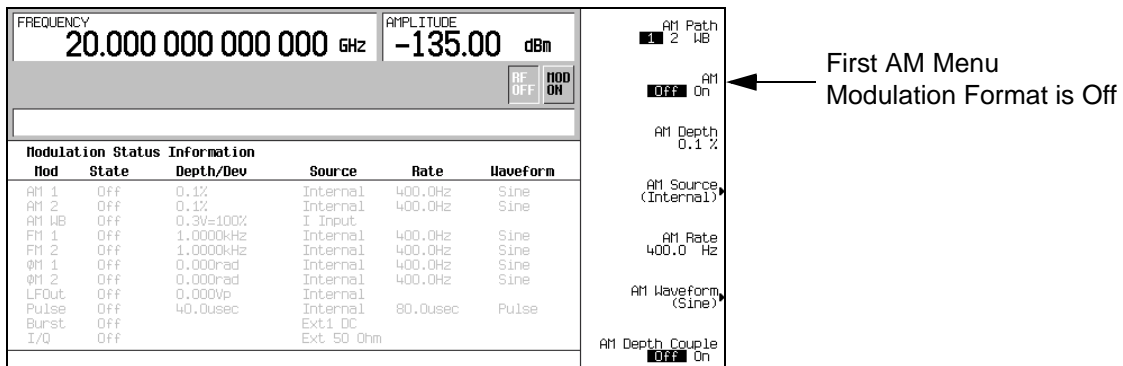 FREQUENCY
20.000 000 000 000 GHz
AMPLITUDE
-135.00 dBm
RF OFF
MOD ON
Modulation Status Information
Mod State Depth/Dev Source Rate Waveform
AM 1 Off 0.1% Internal 400.0Hz Sine
AM 2 Off 0.1% Internal 400.0Hz Sine
AM WB Off 0.3V=100% I Input
FM 1 Off 1.0000kHz Internal 400.0Hz Sine
FM 2 Off 1.0000kHz Internal 400.0Hz Sine
ΦM 1 Off 0.000rad Internal 400.0Hz Sine
ΦM 2 Off 0.000rad Internal 400.0Hz Sine
LFOut Off 0.000Vp Internal
Pulse Off 40.0usec Internal 80.0usec Pulse
Burst Off Ext1 DC
I/Q Off Ext 50 Ohm
AM Path
1 2 WB
AM
Off On
AM Depth
0.1 %
AM Source
(Internal)
AM Rate
400.0 Hz
AM Waveform
(Sine)
AM Depth Couple
Off On
First AM Menu
Modulation Format is Off